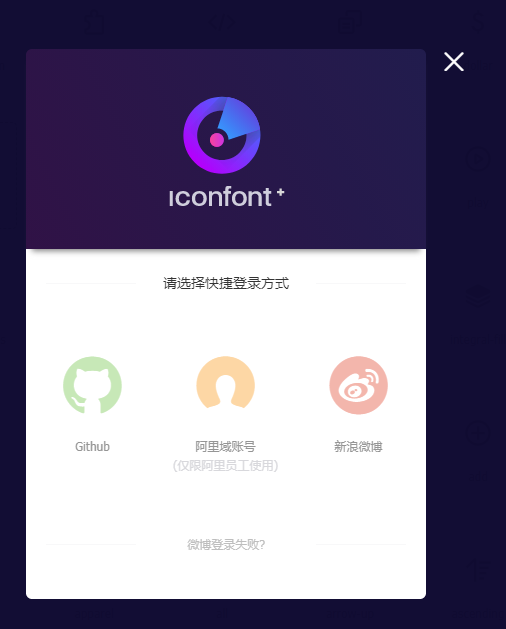 iconfont+
请选择快捷登录方式
Github
阿里域账号
(仅限阿里员工使用)
新浪微博
微博登录失败?